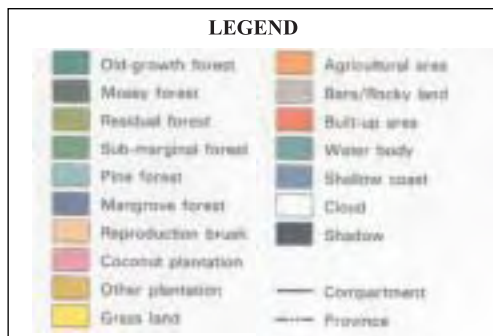 LEGEND
Old-growth forest
Mossy forest
Residual forest
Sub-marginal forest
Pine forest
Mangrove forest
Reproduction brush
Coconut plantation
Other plantation
Grass land
Agricultural area
Bare/Rocky land
Built-up area
Water body
Shallow coast
Cloud
Shadow
Compartment
Province